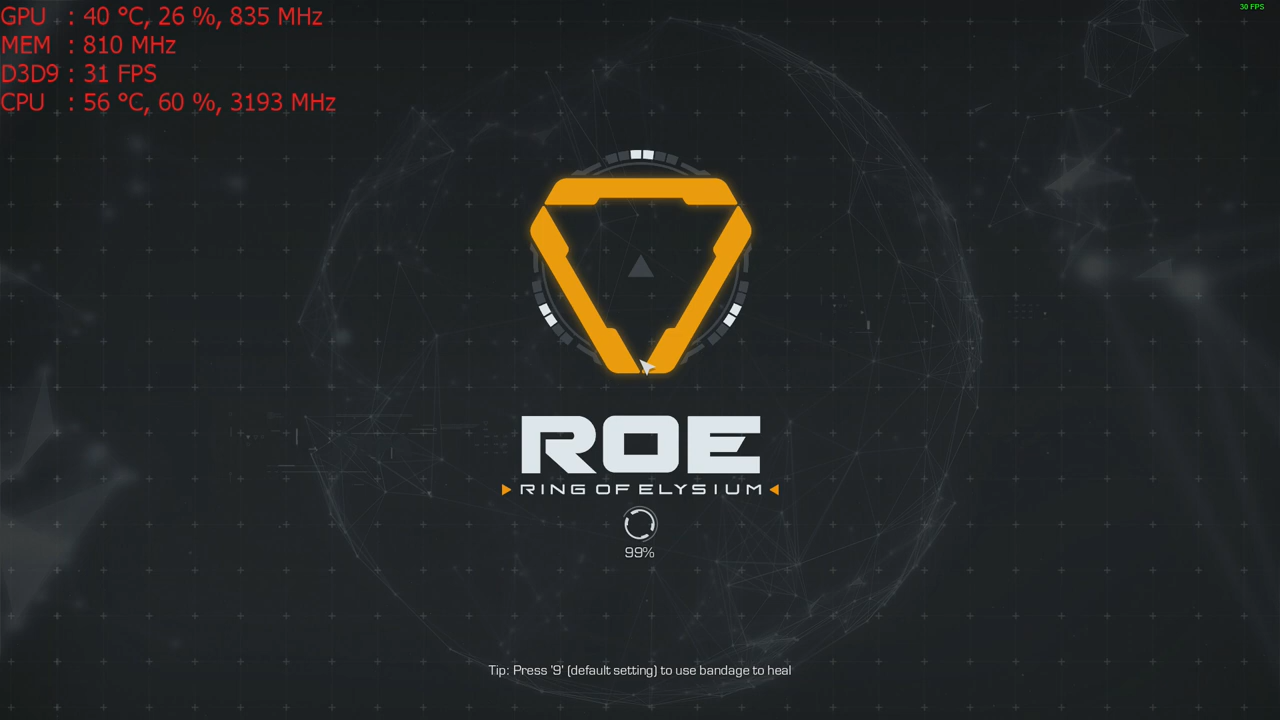 GPU : 40 °C, 26 %, 835 MHz
30 FPS
MEM : 810 MHz
D3D9 : 31 FPS
CPU : 56 °C, 60 %, 3193 MHz
ROE
RING OF ELYSIUM
99%
Tip: Press '9' (default setting) to use bandage to heal